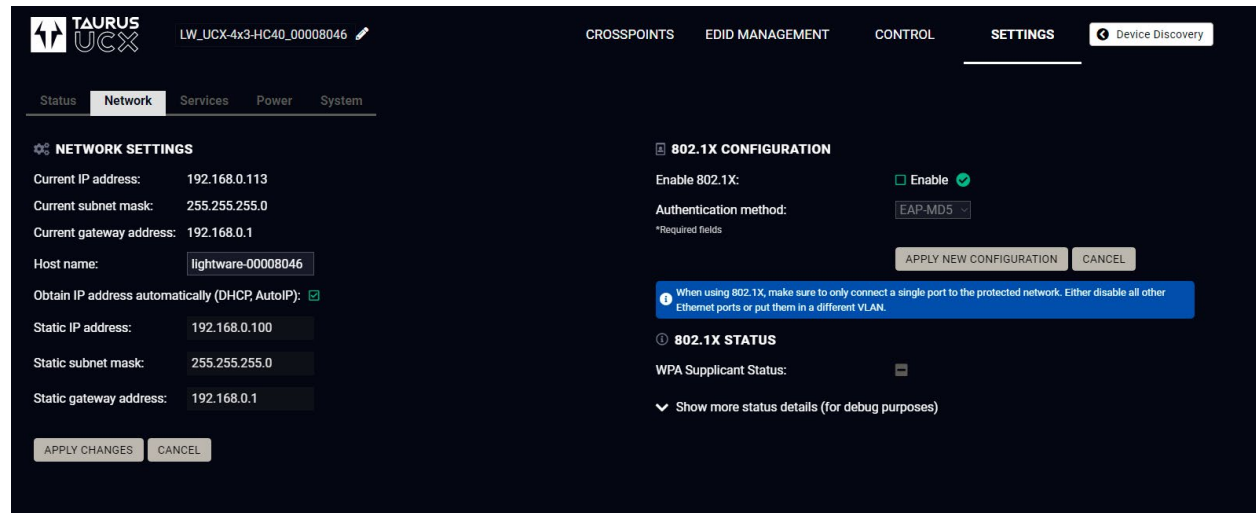 TAURUS
UCX
LW_UCX-4x3-HC40_00008046
CROSSPOINTS
EDID MANAGEMENT
CONTROL
SETTINGS
Device Discovery
Status
Network
Services
Power
System
NETWORK SETTINGS
Current IP address: 192.168.0.113
Current subnet mask: 255.255.255.0
Current gateway address: 192.168.0.1
Host name: lightware-00008046
Obtain IP address automatically (DHCP, AutoIP):
Static IP address: 192.168.0.100
Static subnet mask: 255.255.255.0
Static gateway address: 192.168.0.1
APPLY CHANGES
CANCEL
802.1X CONFIGURATION
Enable 802.1X: Enable
Authentication method: EAP-MD5
*Required fields
APPLY NEW CONFIGURATION
CANCEL
When using 802.1X, make sure to only connect a single port to the protected network. Either disable all other
Ethernet ports or put them in a different VLAN.
802.1X STATUS
WPA Supplicant Status:
Show more status details (for debug purposes)